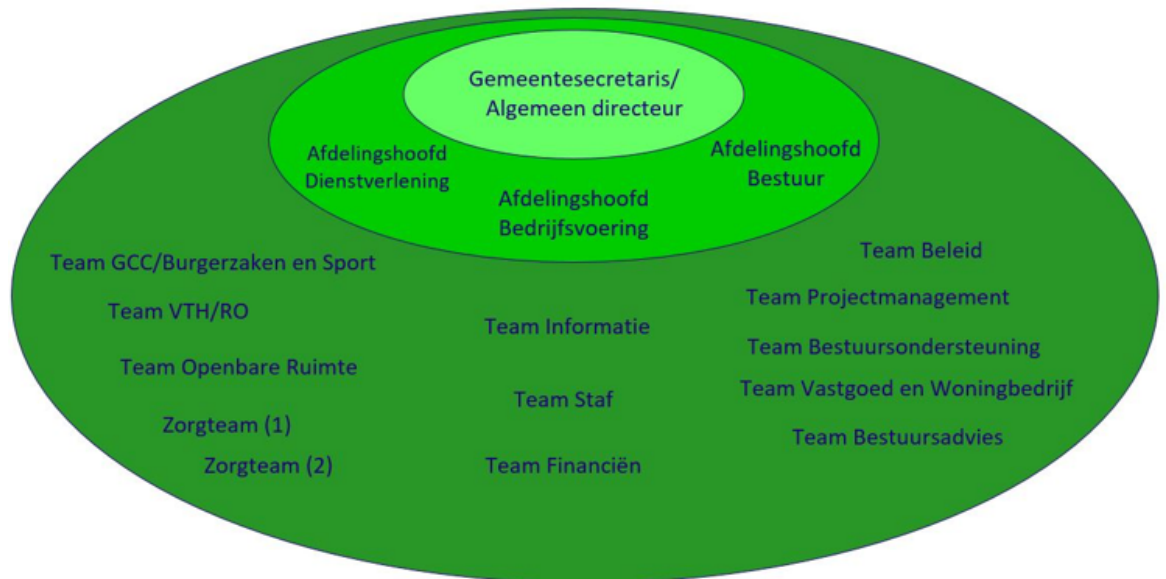 Gemeentesecretaris/
Algemeen directeur
Afdelingshoofd
Dienstverlening
Afdelingshoofd
Bedrijfsvoering
Afdelingshoofd
Bestuur
Team GCC/Burgerzaken en Sport
Team VTH/RO
Team Openbare Ruimte
Zorgteam (1)
Zorgteam (2)
Team Informatie
Team Staf
Team Financiën
Team Beleid
Team Projectmanagement
Team Bestuursondersteuning
Team Vastgoed en Woningbedrijf
Team Bestuursadvies